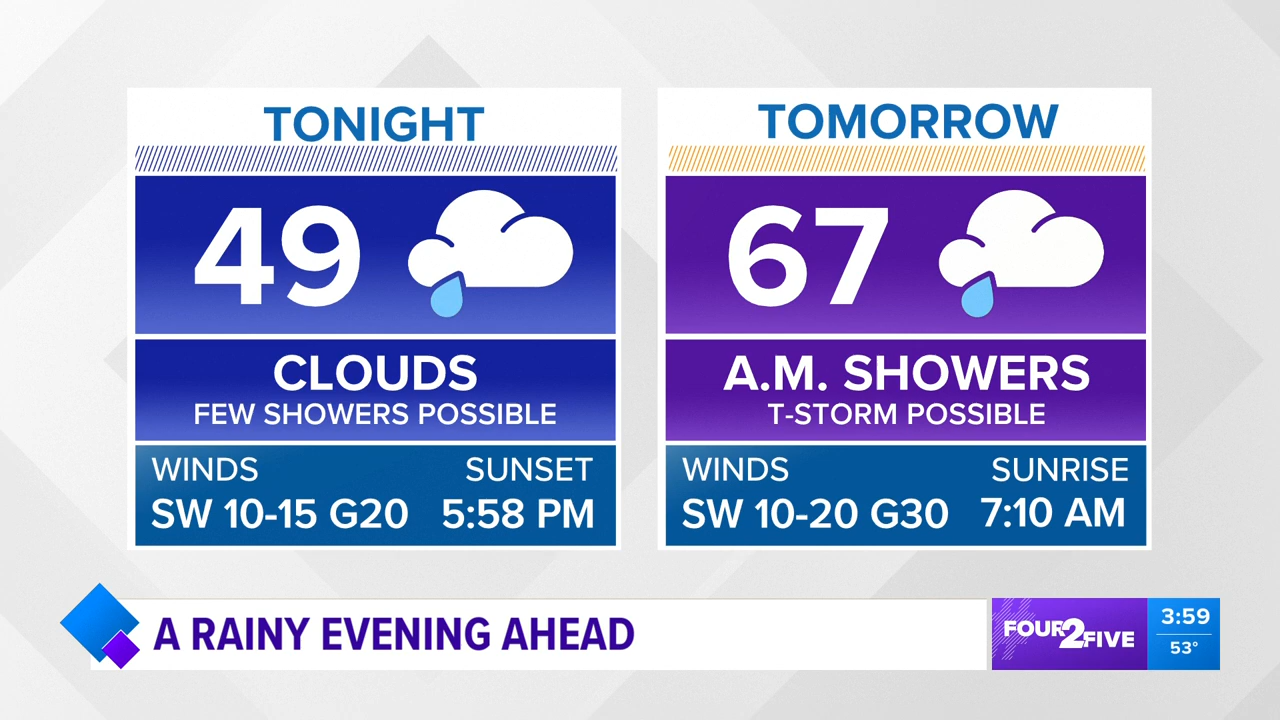 TONIGHT
49
CLOUDS
FEW SHOWERS POSSIBLE
WINDS SUNSET
SW 10-15 G20 5:58 PM
TOMORROW
67
A.M. SHOWERS
T-STORM POSSIBLE
WINDS SUNRISE
SW 10-20 G30 7:10 AM
A RAINY EVENING AHEAD
FOUR2FIVE
3:59
53°